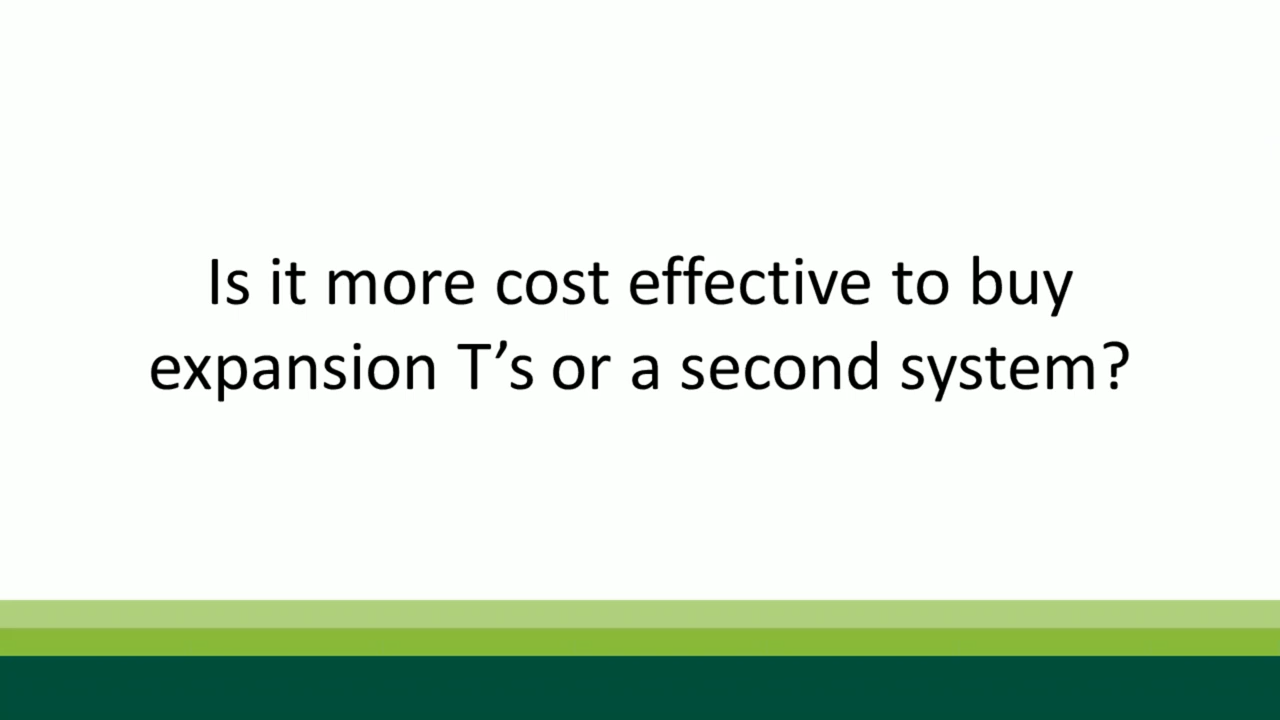 Is it more cost effective to buy
expansion T’s or a second system?